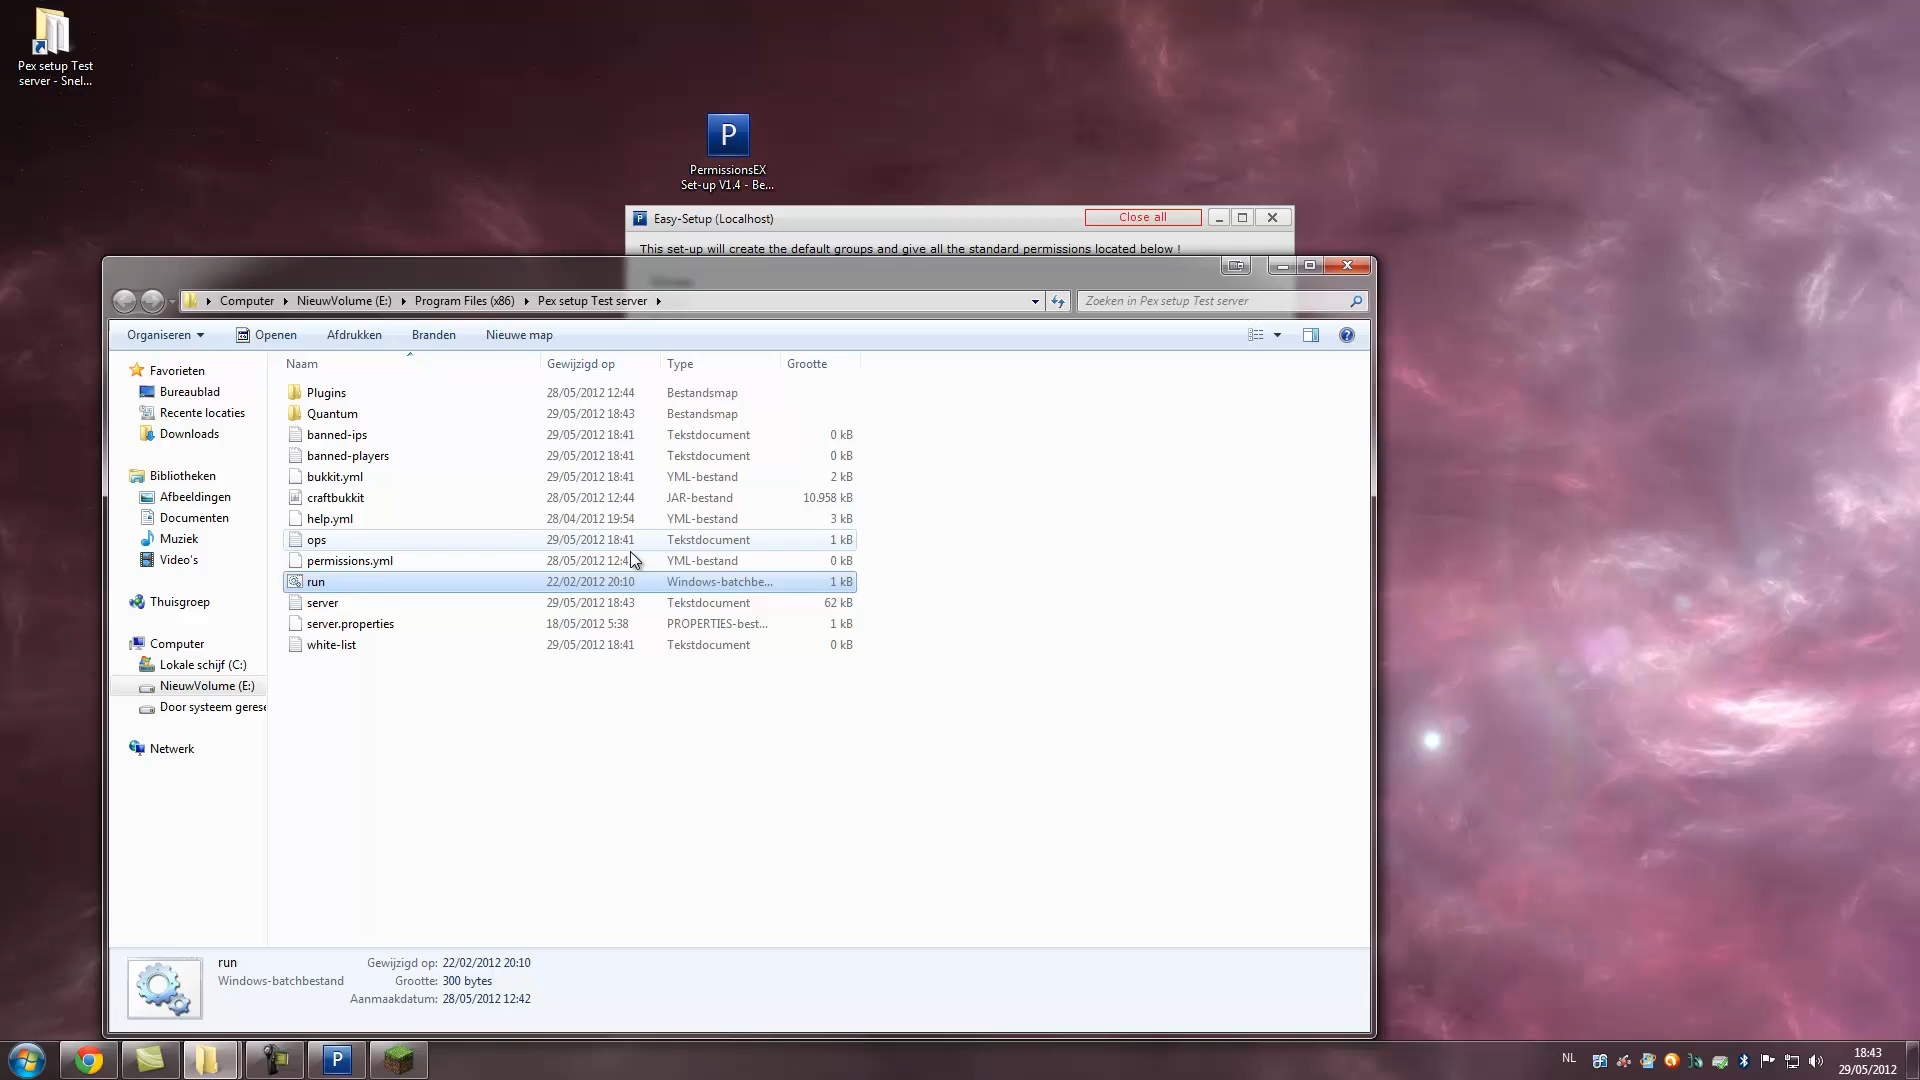 Pex setup Test
server - Snel...
P
PermissionsEX
Set-up V1.4 - Be...
P Easy-Setup (Localhost)
Close all
This set-up will create the default groups and give all the standard permissions located below !
Computer NieuwVolume (E:) Program Files (x86) Pex setup Test server
Zoeken in Pex setup Test server
Organiseren Openen Afdrukken Branden Nieuwe map
Naam Gewijzigd op Type Grootte
Favorieten
Bureaublad
Recente locaties
Downloads
Bibliotheken
Afbeeldingen
Documenten
Muziek
Video's
Thuisgroep
Computer
Lokale schijf (C:)
NieuwVolume (E:)
Door systeem gerese
Netwerk
Plugins 28/05/2012 12:44 Bestandsmap
Quantum 29/05/2012 18:43 Bestandsmap
banned-ips 29/05/2012 18:41 Tekstdocument 0 kB
banned-players 29/05/2012 18:41 Tekstdocument 0 kB
bukkit.yml 29/05/2012 18:41 YML-bestand 2 kB
craftbukkit 28/05/2012 12:44 JAR-bestand 10.958 kB
help.yml 28/04/2012 19:54 YML-bestand 3 kB
ops 29/05/2012 18:41 Tekstdocument 1 kB
permissions.yml 28/05/2012 YML-bestand 0 kB
run 22/02/2012 20:10 Windows-batchbe... 1 kB
server 29/05/2012 18:43 Tekstdocument 62 kB
server.properties 18/05/2012 5:38 PROPERTIES-best... 1 kB
white-list 29/05/2012 18:41 Tekstdocument 0 kB
run Gewijzigd op: 22/02/2012 20:10
Windows-batchbestand Grootte: 300 bytes
Aanmaakdatum: 28/05/2012 12:42
P
NL
18:43
29/05/2012